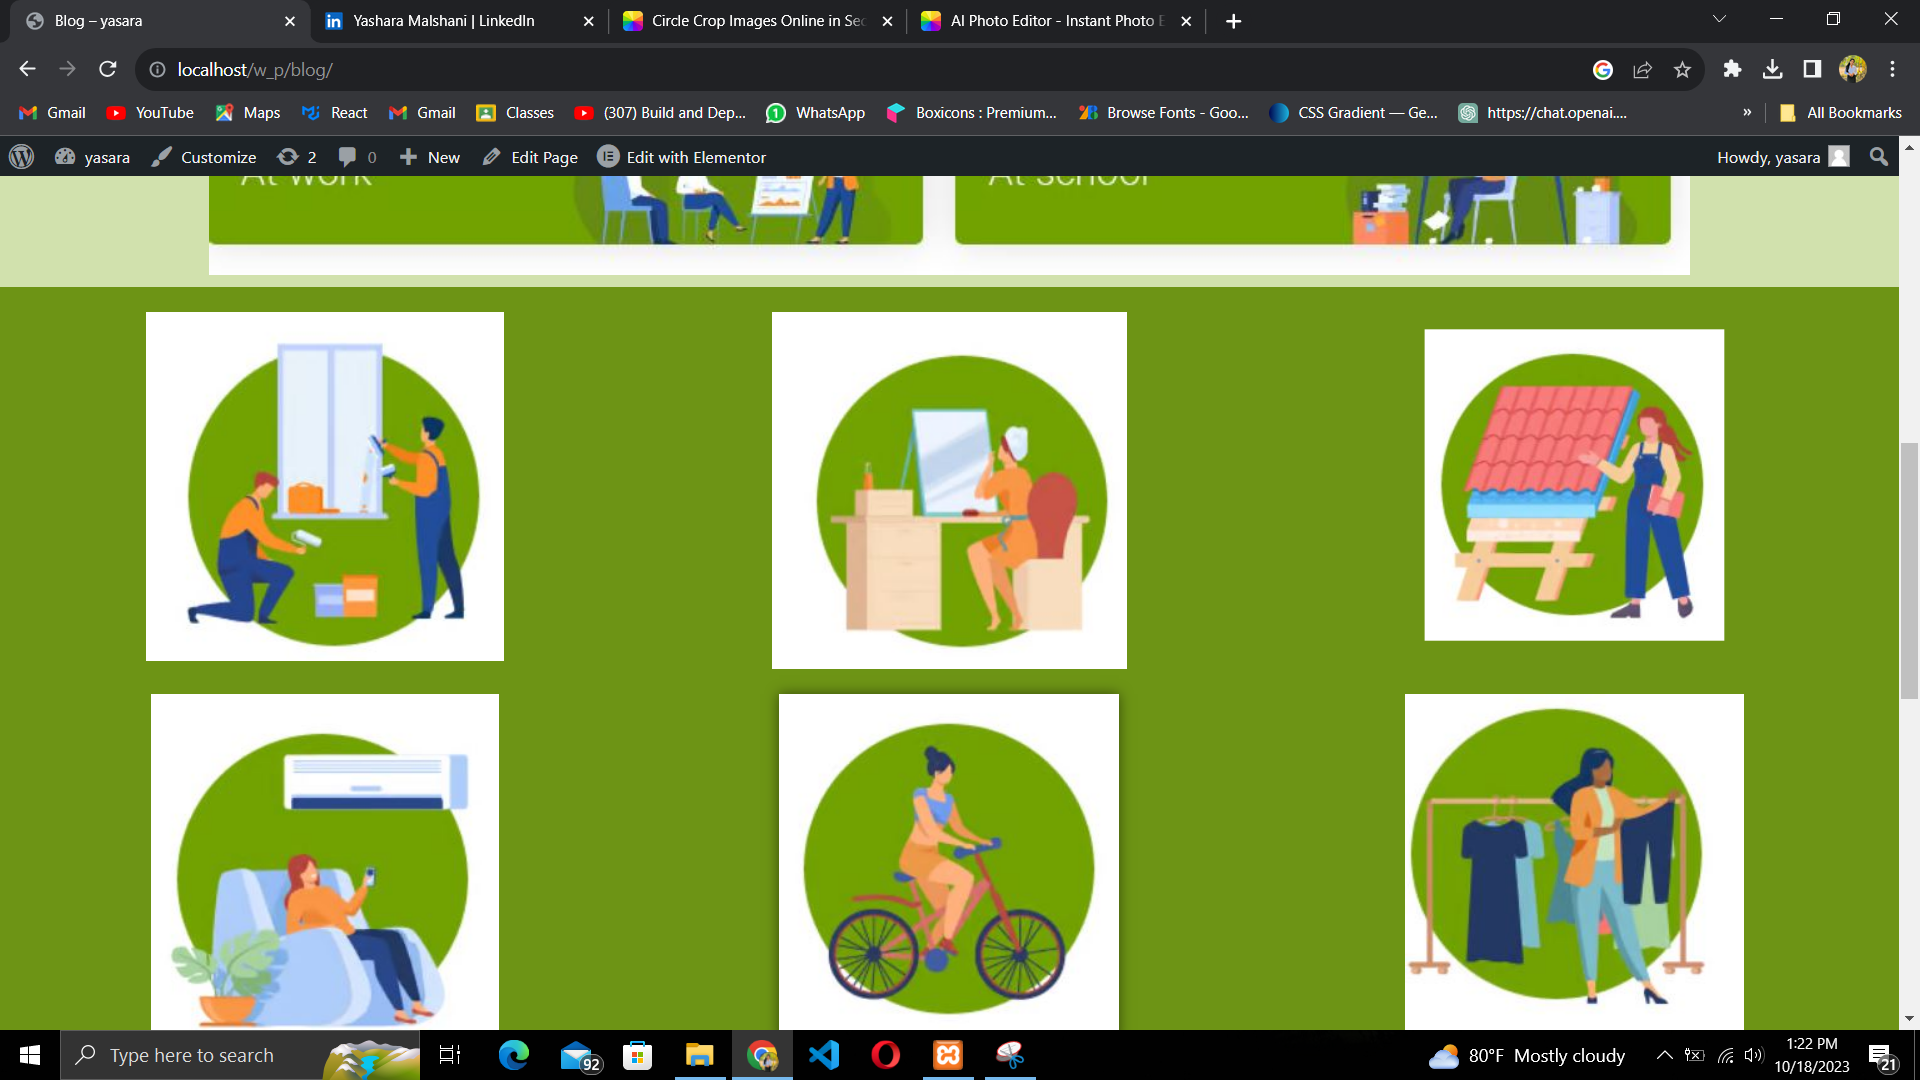 Blog – yasara
Yashara Malshani | LinkedIn
Circle Crop Images Online in Sec
AI Photo Editor - Instant Photo E
localhost/w_p/blog/
Gmail YouTube Maps React Gmail Classes (307) Build and Dep... WhatsApp Boxicons : Premium... Browse Fonts - Goo... CSS Gradient — Ge... https://chat.openai.... » All Bookmarks
yasara Customize 2 0 New Edit Page Edit with Elementor Howdy, yasara
At work At school
Type here to search 92 80°F Mostly cloudy 1:22 PM
10/18/2023 21